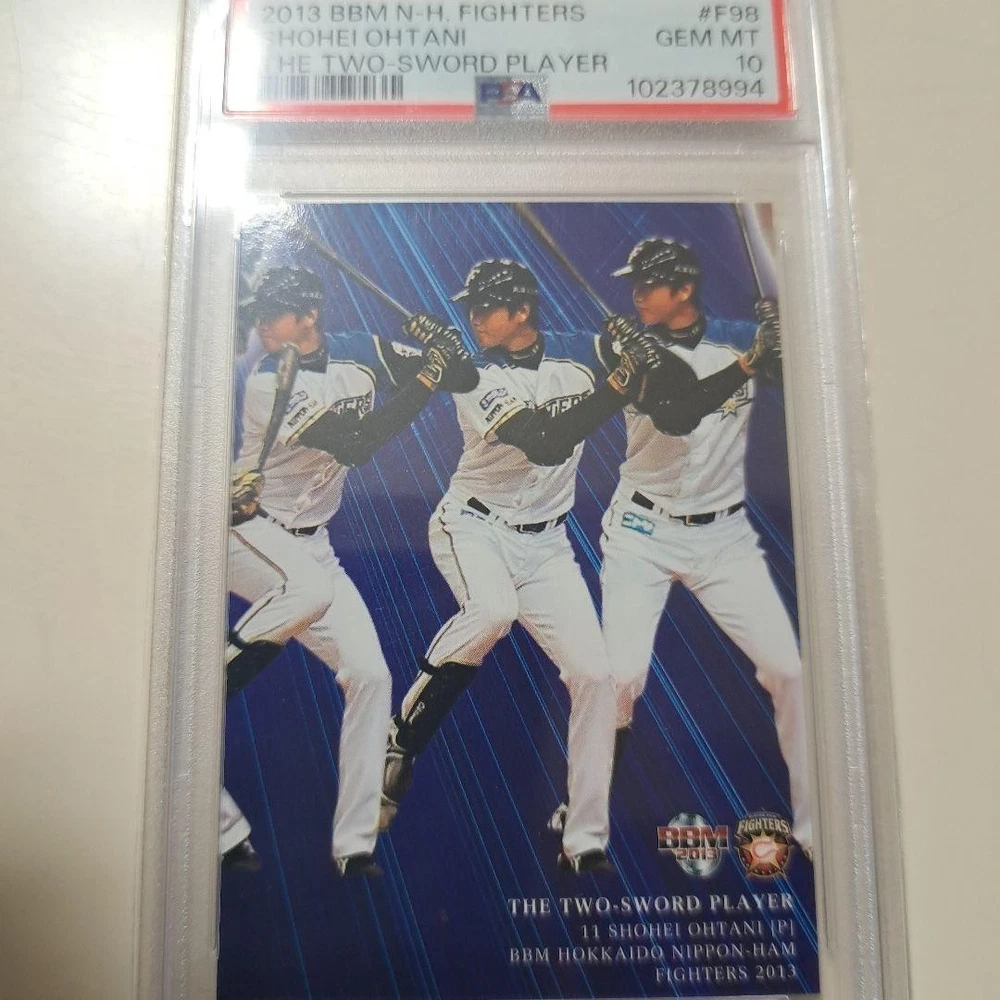 2013 BBM N-H. FIGHTERS #F98
SHOHEI OHTANI GEM MT
THE TWO-SWORD PLAYER 10
PSA 102378994
BBM
2013
FIGHTERS
THE TWO-SWORD PLAYER
11 SHOHEI OHTANI [P]
BBM HOKKAIDO NIPPON-HAM
FIGHTERS 2013